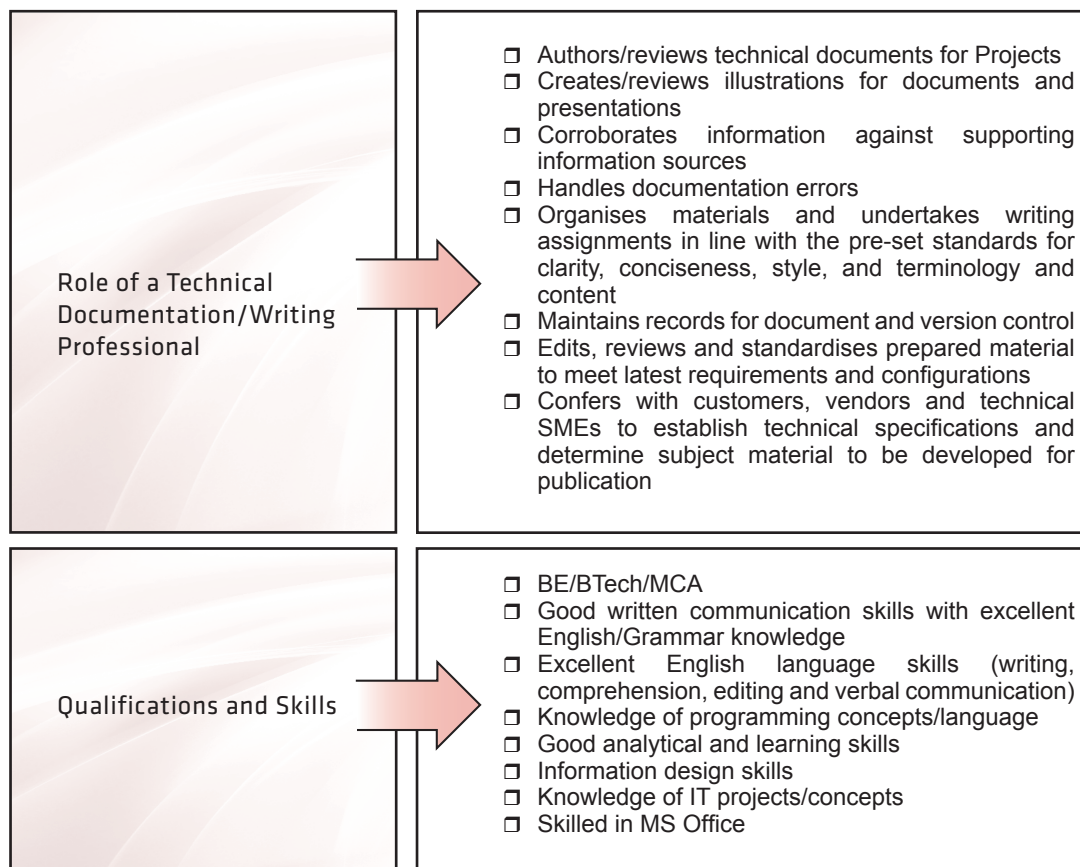 Role of a Technical
Documentation/Writing
Professional
❒ Authors/reviews technical documents for Projects
❒ Creates/reviews illustrations for documents and
presentations
❒ Corroborates information against supporting
information sources
❒ Handles documentation errors
❒ Organises materials and undertakes writing
assignments in line with the pre-set standards for
clarity, conciseness, style, and terminology and
content
❒ Maintains records for document and version control
❒ Edits, reviews and standardises prepared material
to meet latest requirements and configurations
❒ Confers with customers, vendors and technical
SMEs to establish technical specifications and
determine subject material to be developed for
publication
Qualifications and Skills
❒ BE/BTech/MCA
❒ Good written communication skills with excellent
English/Grammar knowledge
❒ Excellent English language skills (writing,
comprehension, editing and verbal communication)
❒ Knowledge of programming concepts/language
❒ Good analytical and learning skills
❒ Information design skills
❒ Knowledge of IT projects/concepts
❒ Skilled in MS Office